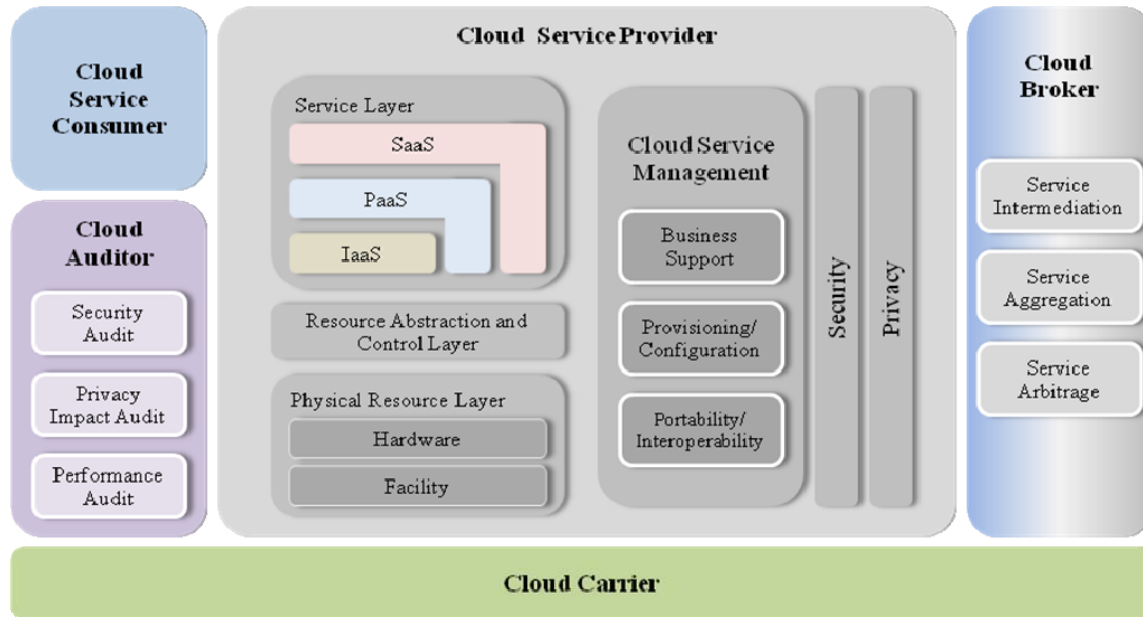 Cloud
Service
Consumer
Cloud
Auditor
Security
Audit
Privacy
Impact Audit
Performance
Audit
Cloud Service Provider
Service Layer
SaaS
PaaS
IaaS
Resource Abstraction and
Control Layer
Physical Resource Layer
Hardware
Facility
Cloud Service
Management
Business
Support
Provisioning/
Configuration
Portability/
Interoperability
Security
Privacy
Cloud
Broker
Service
Intermediation
Service
Aggregation
Service
Arbitrage
Cloud Carrier